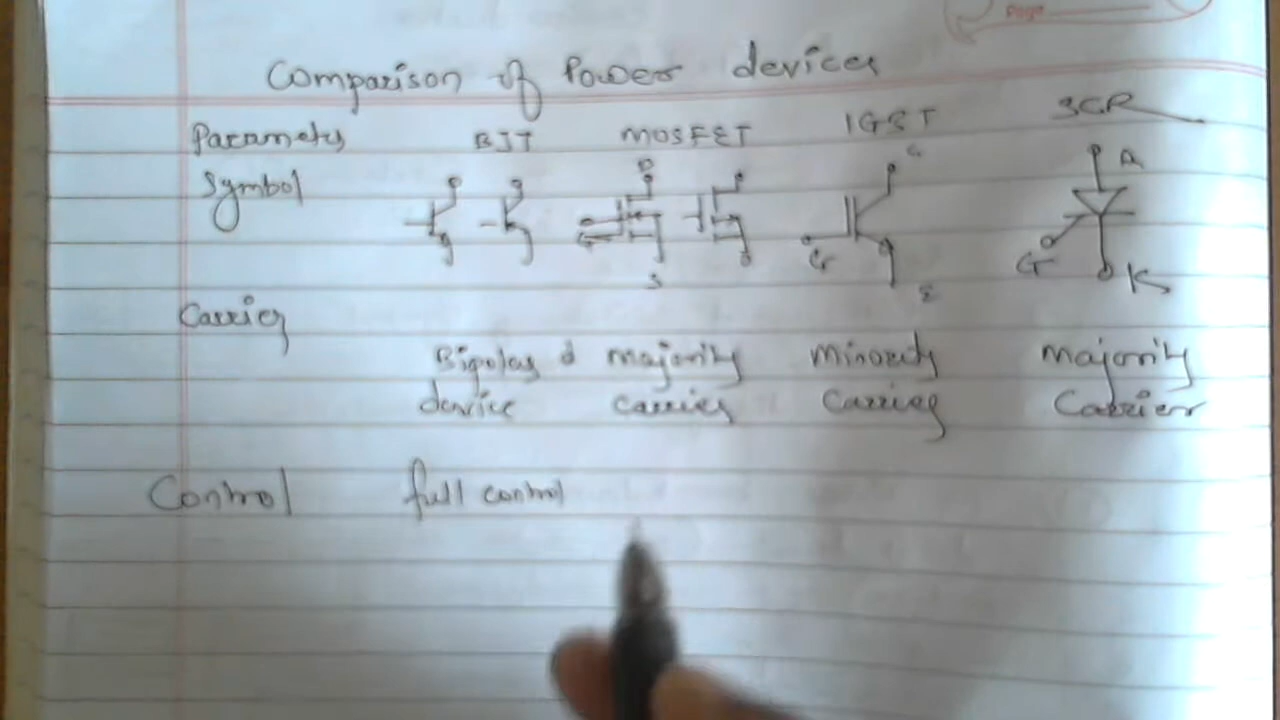 Page
Comparison of Power devices
Parameters BJT MOSFET IGBT SCR
Symbol
D C A
G G
S E K
Carrier
Bipolar d Majority Minority Majority
device carrier Carrier Carrier
Control full control